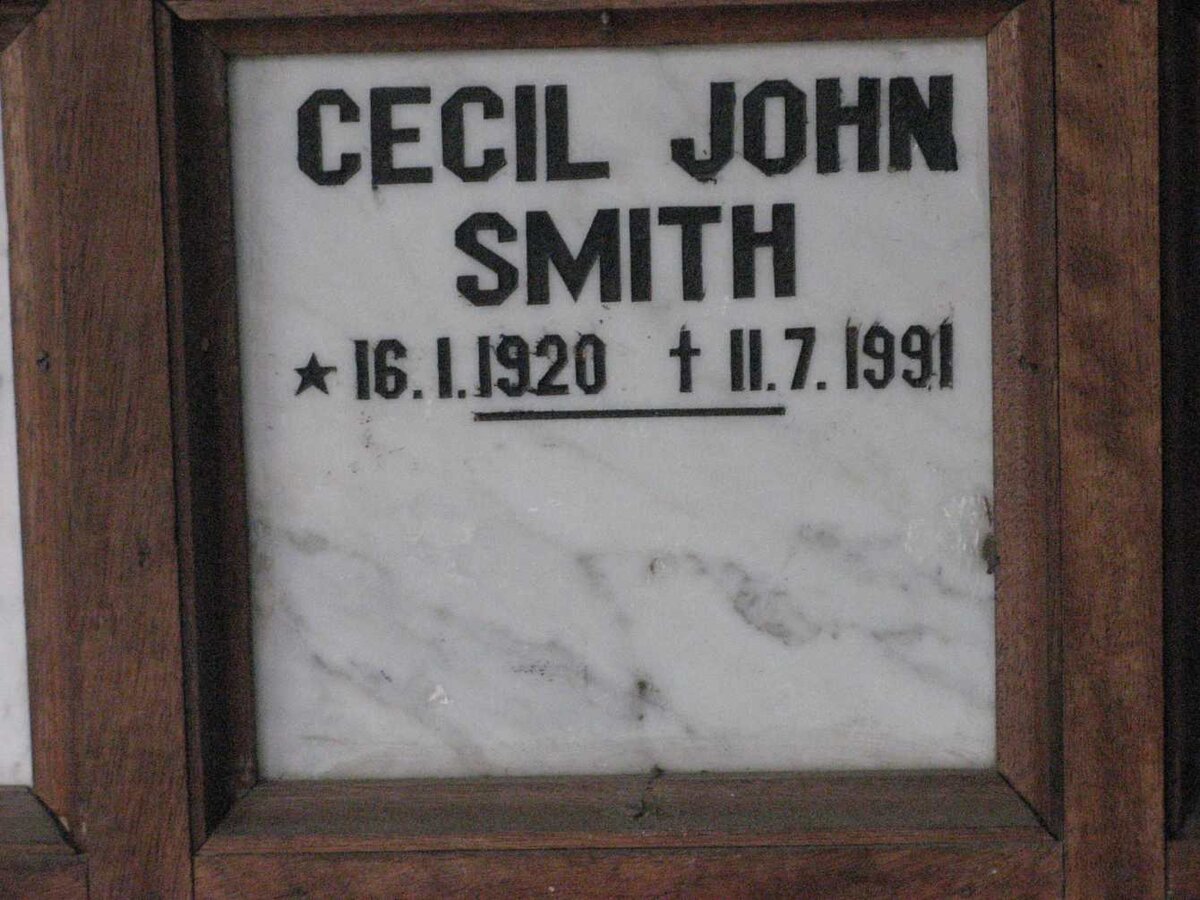 CECIL JOHN
SMITH
★ 16.1.1920 † 11.7.1991